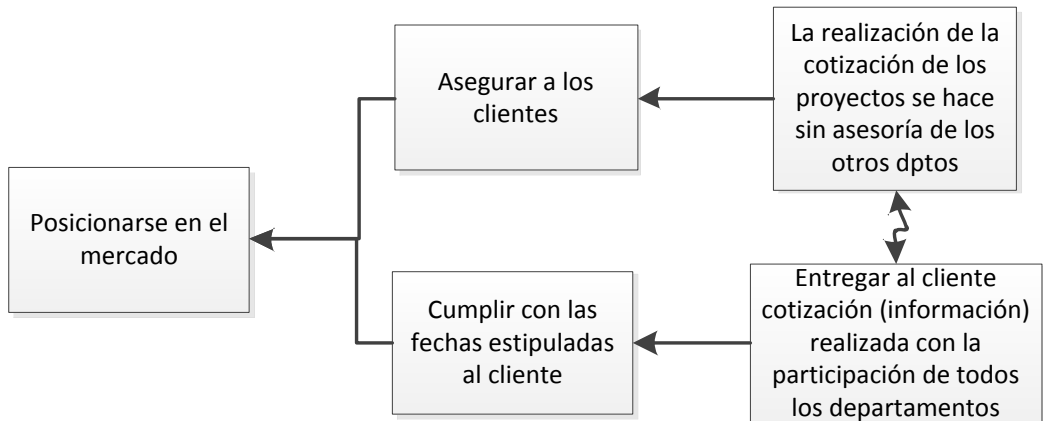 Posicionarse en el
mercado
Asegurar a los
clientes
La realización de la
cotización de los
proyectos se hace
sin asesoría de los
otros dptos
Cumplir con las
fechas estipuladas
al cliente
Entregar al cliente
cotización (información)
realizada con la
participación de todos
los departamentos